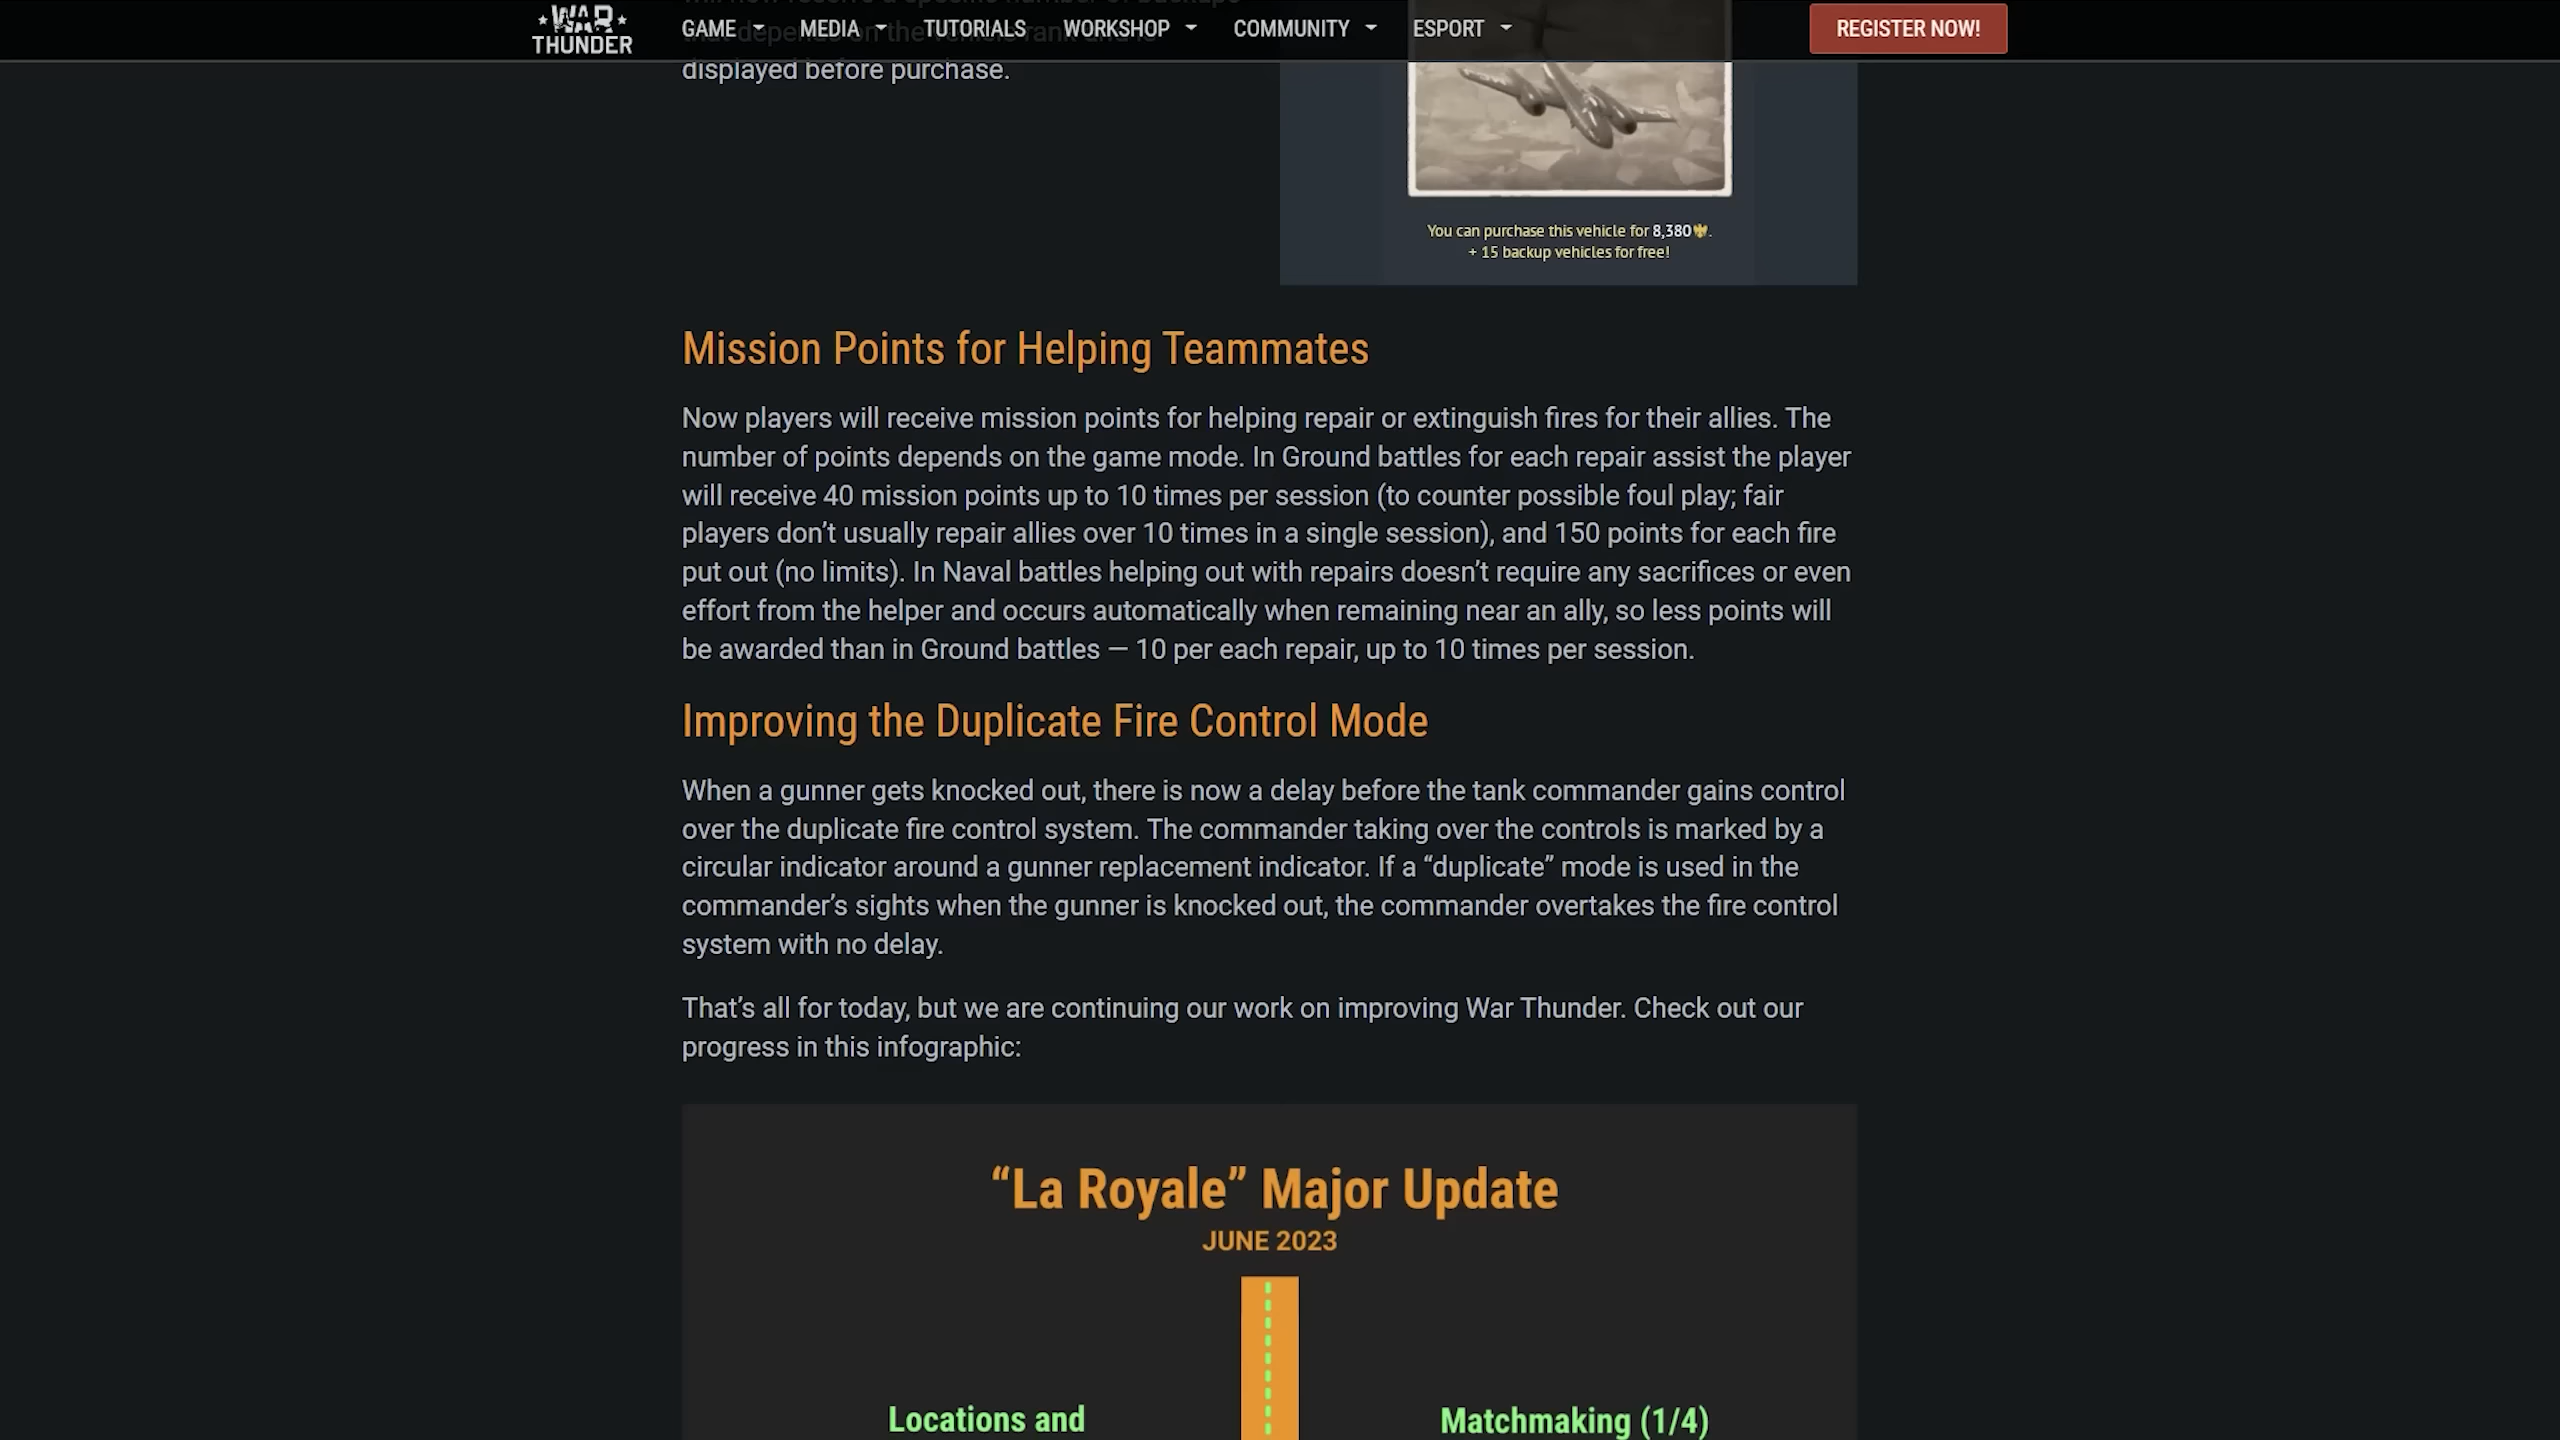 WAR
THUNDER
GAME
MEDIA
TUTORIALS
WORKSHOP
COMMUNITY
ESPORT
REGISTER NOW!
displayed before purchase.
You can purchase this vehicle for 8,380.
+ 15 backup vehicles for free!
Mission Points for Helping Teammates
Now players will receive mission points for helping repair or extinguish fires for their allies. The
number of points depends on the game mode. In Ground battles for each repair assist the player
will receive 40 mission points up to 10 times per session (to counter possible foul play; fair
players don’t usually repair allies over 10 times in a single session), and 150 points for each fire
put out (no limits). In Naval battles helping out with repairs doesn’t require any sacrifices or even
effort from the helper and occurs automatically when remaining near an ally, so less points will
be awarded than in Ground battles — 10 per each repair, up to 10 times per session.
Improving the Duplicate Fire Control Mode
When a gunner gets knocked out, there is now a delay before the tank commander gains control
over the duplicate fire control system. The commander taking over the controls is marked by a
circular indicator around a gunner replacement indicator. If a “duplicate” mode is used in the
commander’s sights when the gunner is knocked out, the commander overtakes the fire control
system with no delay.
That’s all for today, but we are continuing our work on improving War Thunder. Check out our
progress in this infographic:
“La Royale” Major Update
JUNE 2023
Locations and
Matchmaking (1/4)